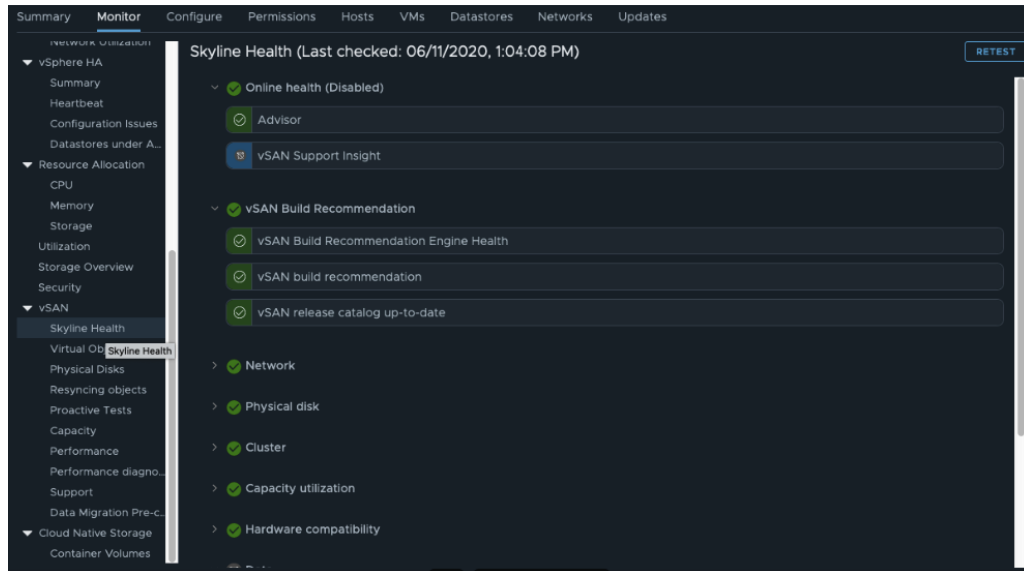 Summary Monitor Configure Permissions Hosts VMs Datastores Networks Updates
Network Utilization
vSphere HA
Summary
Heartbeat
Configuration Issues
Datastores under A...
Resource Allocation
CPU
Memory
Storage
Utilization
Storage Overview
Security
vSAN
Skyline Health
Virtual Ob
Skyline Health
Physical Disks
Resyncing objects
Proactive Tests
Capacity
Performance
Performance diagno...
Support
Data Migration Pre-c...
Cloud Native Storage
Container Volumes
Skyline Health (Last checked: 06/11/2020, 1:04:08 PM)
RETEST
Online health (Disabled)
Advisor
vSAN Support Insight
vSAN Build Recommendation
vSAN Build Recommendation Engine Health
vSAN build recommendation
vSAN release catalog up-to-date
Network
Physical disk
Cluster
Capacity utilization
Hardware compatibility